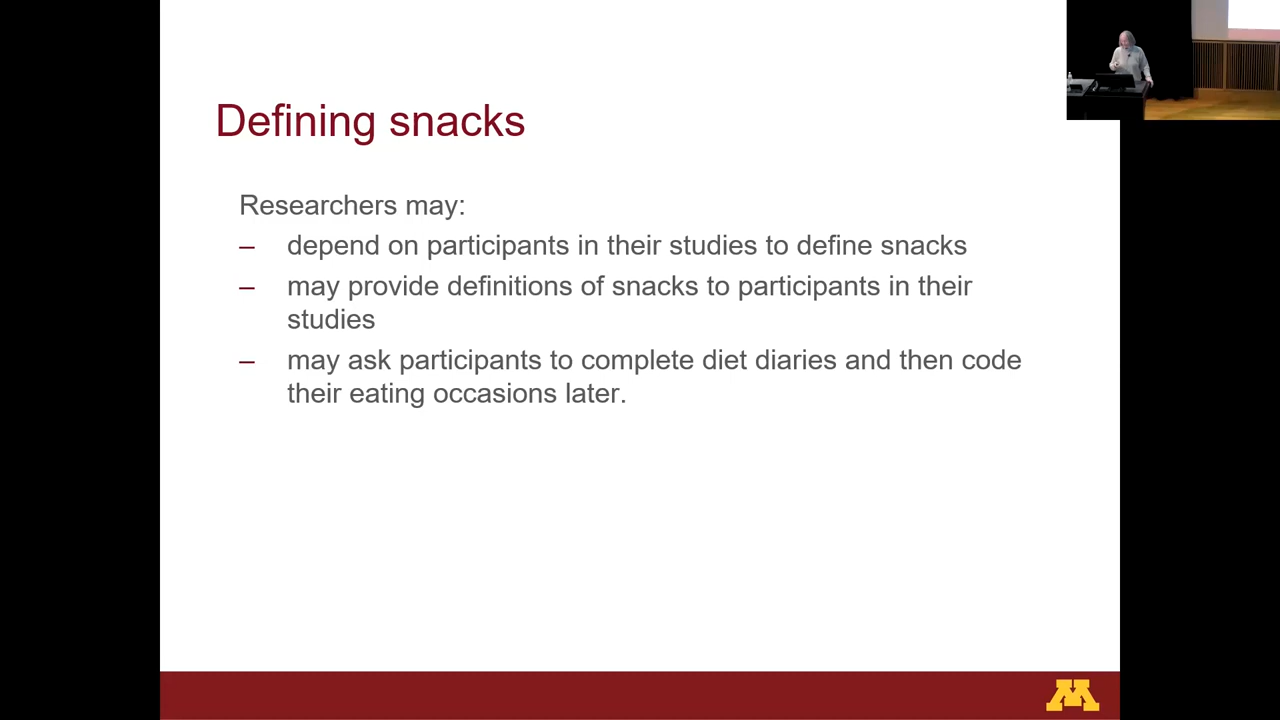 Defining snacks
Researchers may:
– depend on participants in their studies to define snacks
– may provide definitions of snacks to participants in their
studies
– may ask participants to complete diet diaries and then code
their eating occasions later.
M